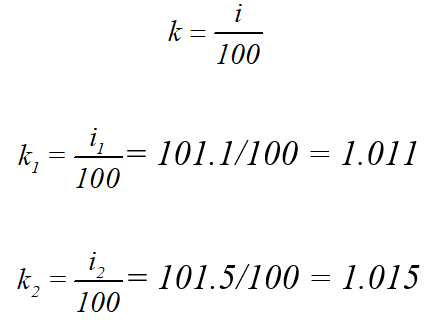 k = i/100
k₁ = i₁/100 = 101.1/100 = 1.011
k₂ = i₂/100 = 101.5/100 = 1.015